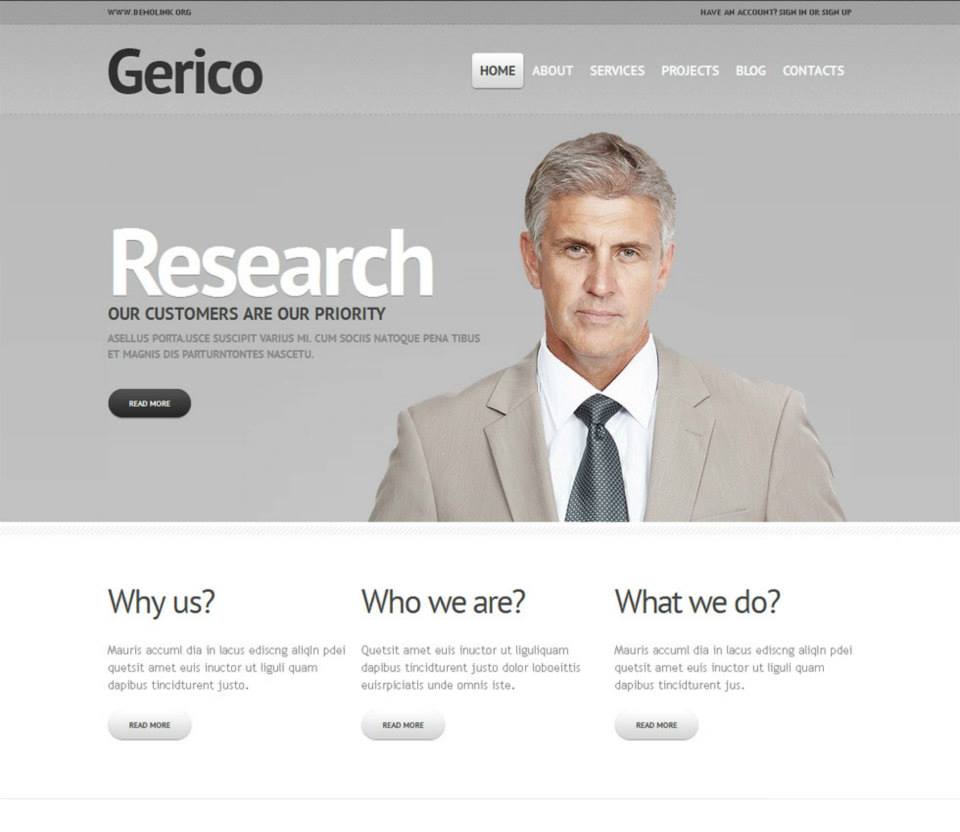 WWW.DEMOLINK.ORG
HAVE AN ACCOUNT? SIGN IN OR SIGN UP
Gerico
HOME ABOUT SERVICES PROJECTS BLOG CONTACTS
Research
OUR CUSTOMERS ARE OUR PRIORITY
ASELLUS PORTA.USCE SUSCIPIT VARIUS MI. CUM SOCIIS NATOQUE PENA TIBUS
ET MAGNIS DIS PARTURNTONTES NASCETU.
READ MORE
Why us?
Mauris accuml dia in lacus ediscng aliqln pdei
quetsit amet euis inuctor ut liguli quam
dapibus tincidturent justo.
READ MORE
Who we are?
Quetsit amet euis inuctor ut liguliquam
dapibus tincidturent justo dolor loboeittis
euisrpiciatis unde omnis iste.
READ MORE
What we do?
Mauris accuml dia in lacus ediscng aliqln pdei
quetsit amet euis inuctor ut liguli quam
dapibus tincidturent jus.
READ MORE